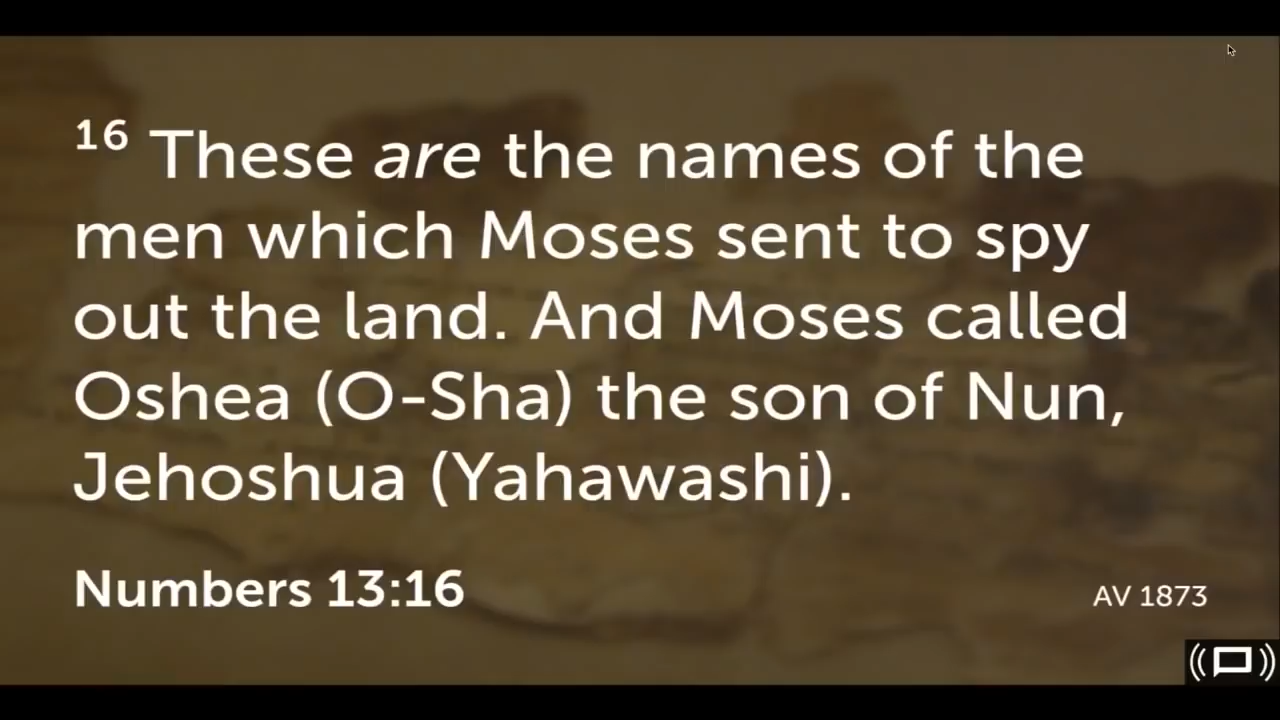 16 These are the names of the
men which Moses sent to spy
out the land. And Moses called
Oshea (O-Sha) the son of Nun,
Jehoshua (Yahawashi).
Numbers 13:16
AV 1873